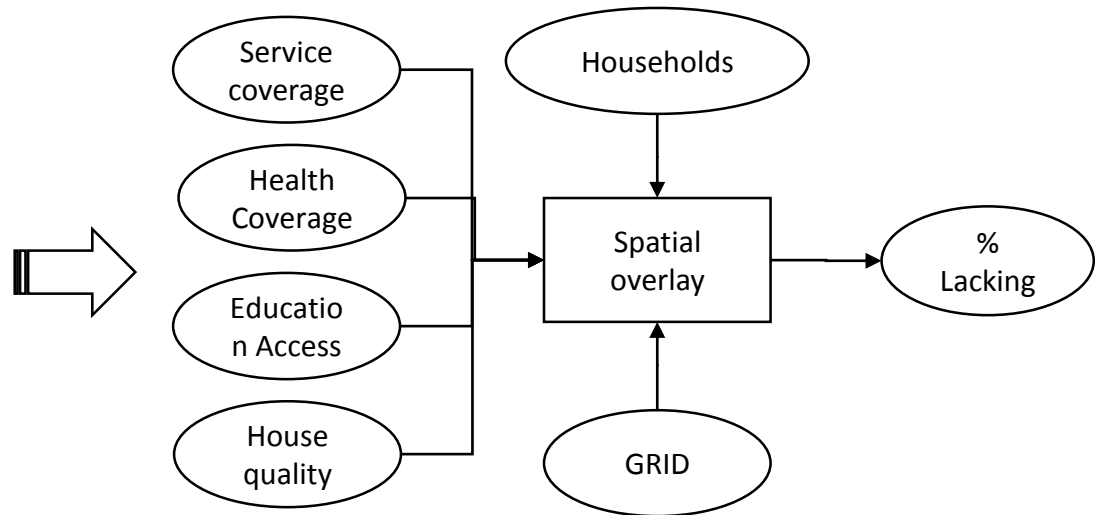 Service
coverage
Health
Coverage
Educatio
n Access
House
quality
Households
Spatial
overlay
GRID
%
Lacking